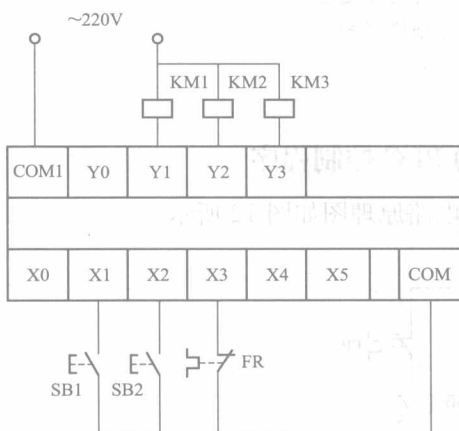 ~220V
KM1 KM2 KM3
COM1 Y0 Y1 Y2 Y3
X0 X1 X2 X3 X4 X5 COM
SB1 SB2 FR